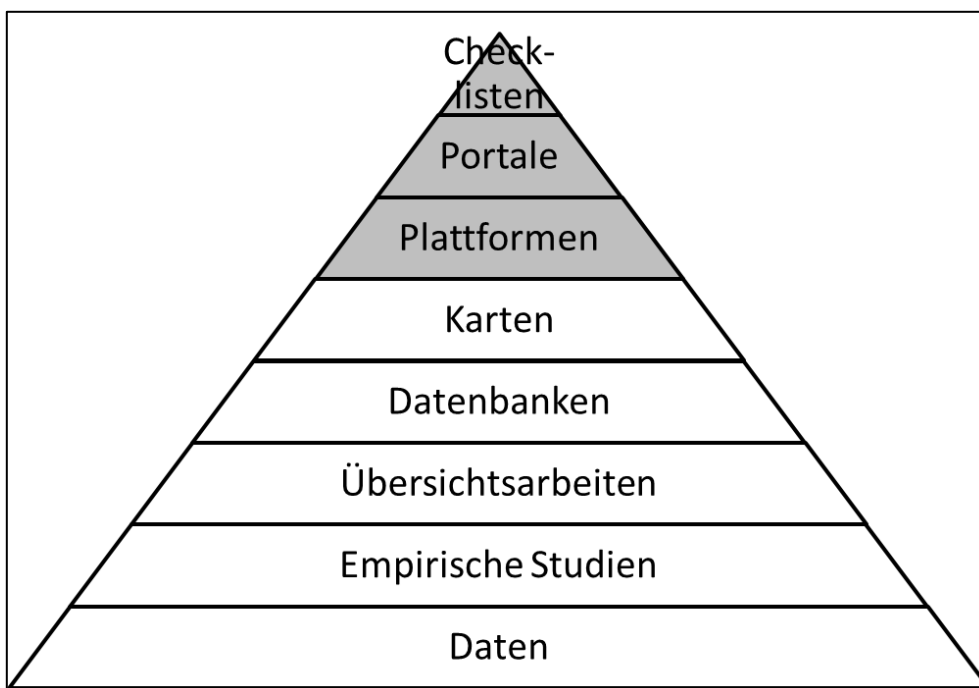 Check-
listen
Portale
Plattformen
Karten
Datenbanken
Übersichtsarbeiten
Empirische Studien
Daten